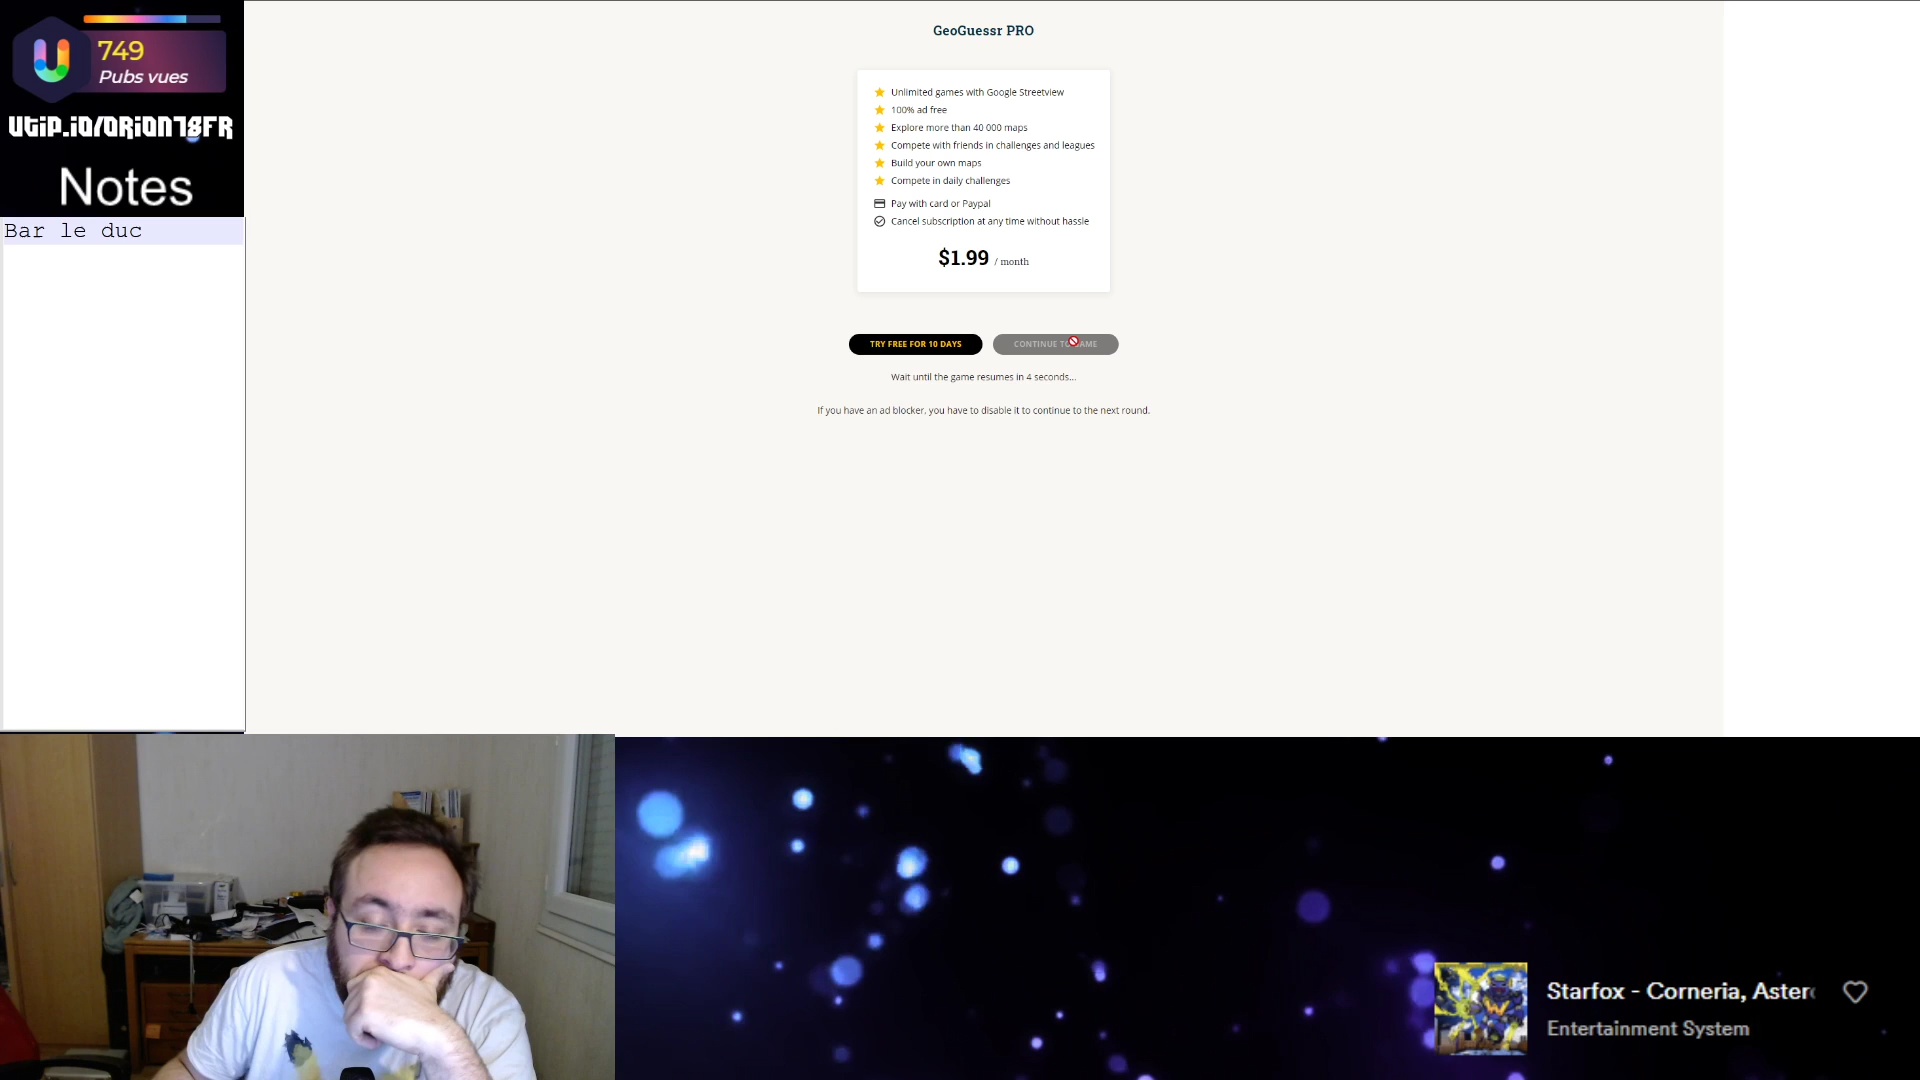 749
Pubs vues
utip.io/orion78fr
Notes
Bar le duc
GeoGuessr PRO
Unlimited games with Google Streetview
100% ad free
Explore more than 40 000 maps
Compete with friends in challenges and leagues
Build your own maps
Compete in daily challenges
Pay with card or Paypal
Cancel subscription at any time without hassle
$1.99 / month
TRY FREE FOR 10 DAYS
CONTINUE TO GAME
Wait until the game resumes in 4 seconds...
If you have an ad blocker, you have to disable it to continue to the next round.
Starfox - Corneria, Aster
Entertainment System